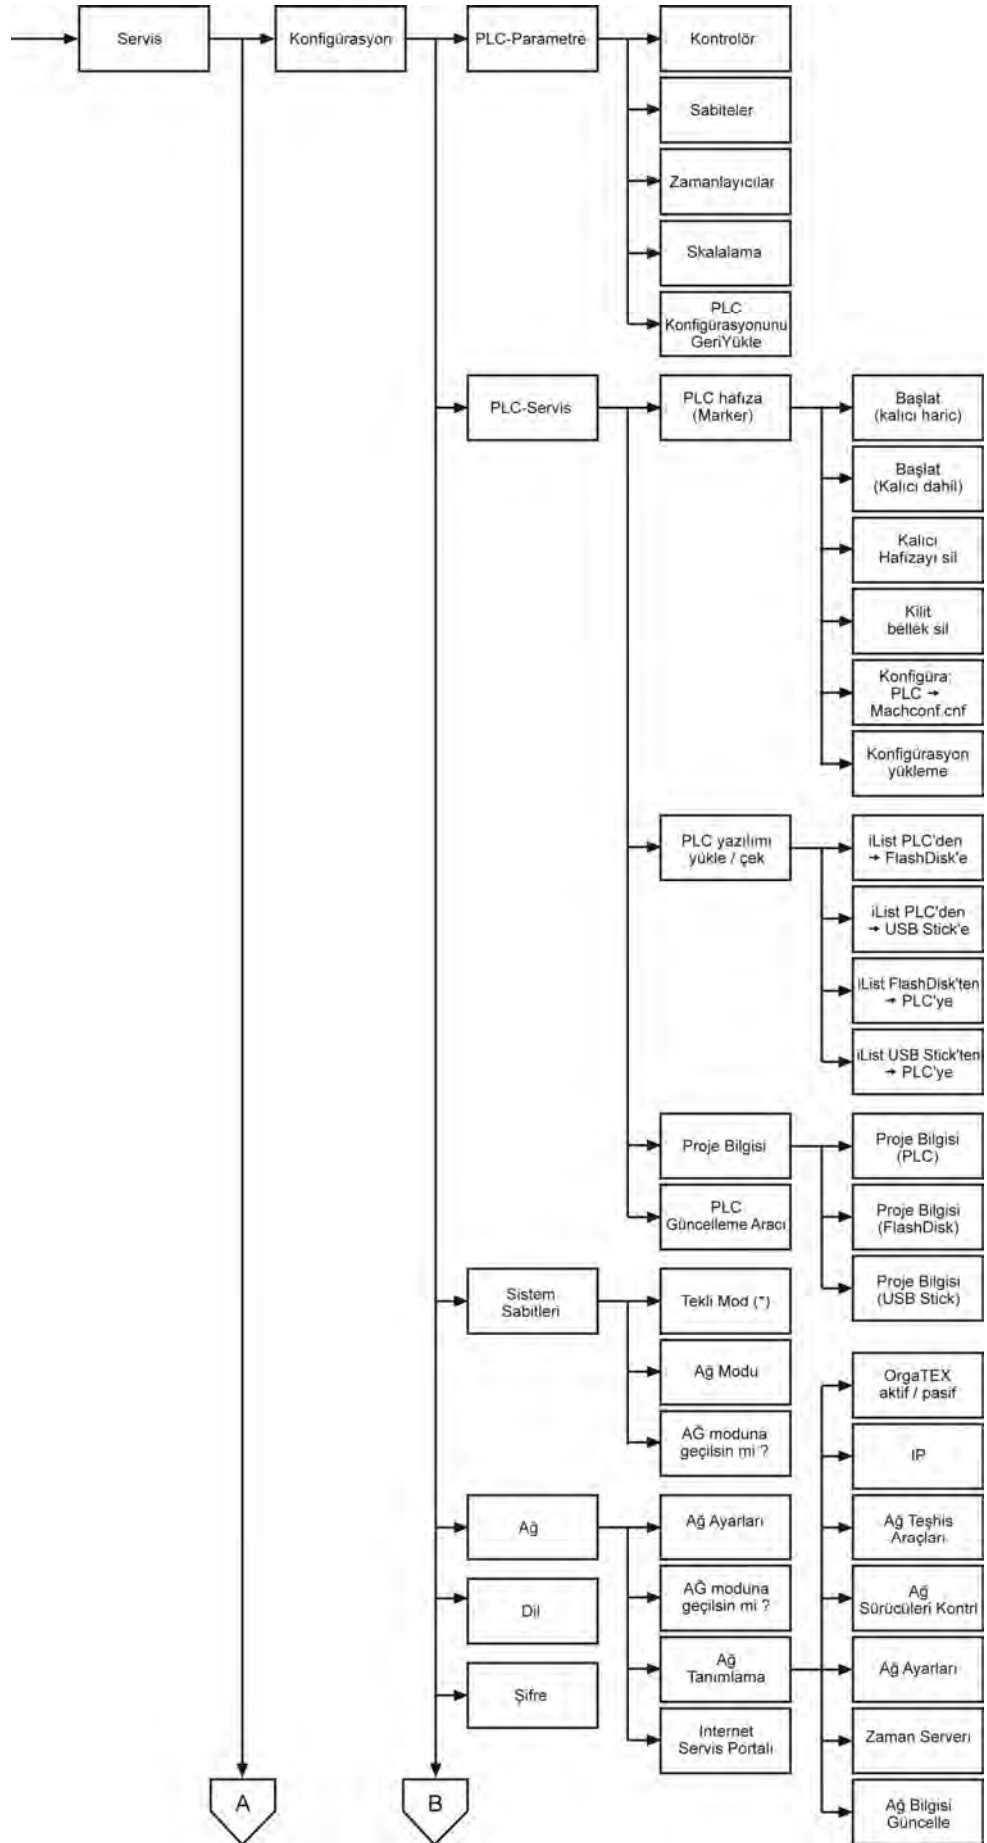 Servis
Konfigürasyon
PLC-Parametre
Kontrolör
Sabiteler
Zamanlayıcılar
Skalalama
PLC
Konfigürasyonunu
GeriYükle
PLC-Servis
PLC hafıza
(Marker)
Başlat
(kalıcı haric)
Başlat
(Kalıcı dahil)
Kalıcı
Hafızayı sil
Kilit
bellek sil
Konfigüra:
PLC →
Machconf.cnf
Konfigürasyon
yükleme
PLC yazılımı
yükle / çek
iList PLC'den
→ FlashDisk'e
iList PLC'den
→ USB Stick'e
iList FlashDisk'ten
→ PLC'ye
iList USB Stick'ten
→ PLC'ye
Proje Bilgisi
Proje Bilgisi
(PLC)
PLC
Güncelleme Aracı
Proje Bilgisi
(FlashDisk)
Proje Bilgisi
(USB Stick)
Sistem
Sabitleri
Tekli Mod (*)
Ağ Modu
AĞ moduna
geçilsin mi ?
OrgaTEX
aktif / pasif
IP
Ağ
Ağ Ayarları
Ağ Teşhis
Araçları
Dil
AĞ moduna
geçilsin mi ?
Ağ
Sürücüleri Kontrl
Şifre
Ağ
Tanımlama
Ağ Ayarları
Internet
Servis Portalı
Zaman Serverı
Ağ Bilgisi
Güncelle
A
B